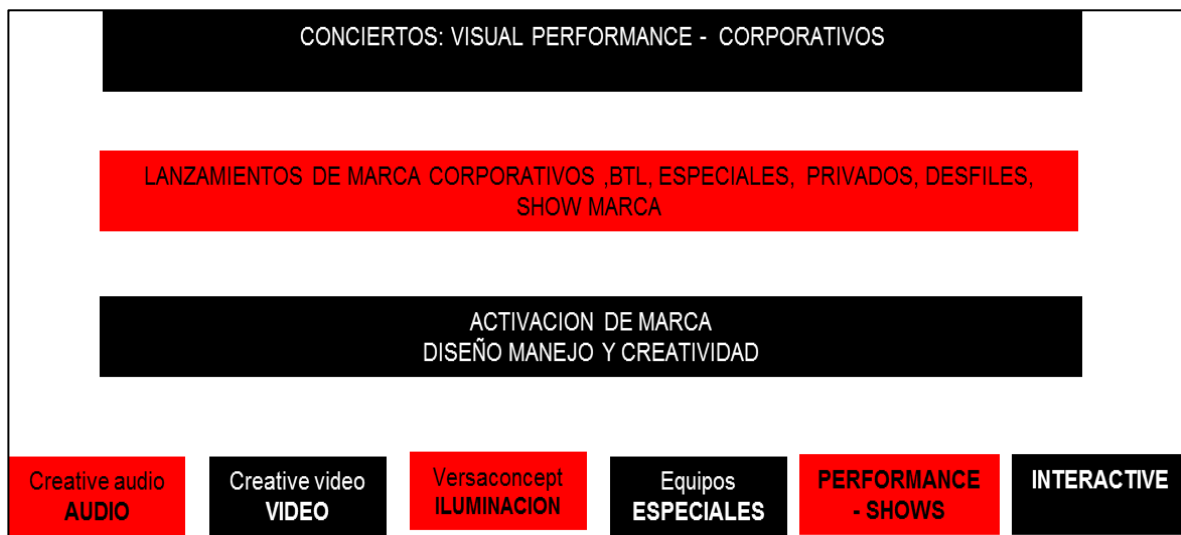 CONCIERTOS: VISUAL PERFORMANCE - CORPORATIVOS
LANZAMIENTOS DE MARCA CORPORATIVOS ,BTL, ESPECIALES, PRIVADOS, DESFILES,
SHOW MARCA
ACTIVACION DE MARCA
DISEÑO MANEJO Y CREATIVIDAD
Creative audio
AUDIO
Creative video
VIDEO
Versaconcept
ILUMINACION
Equipos
ESPECIALES
PERFORMANCE
- SHOWS
INTERACTIVE